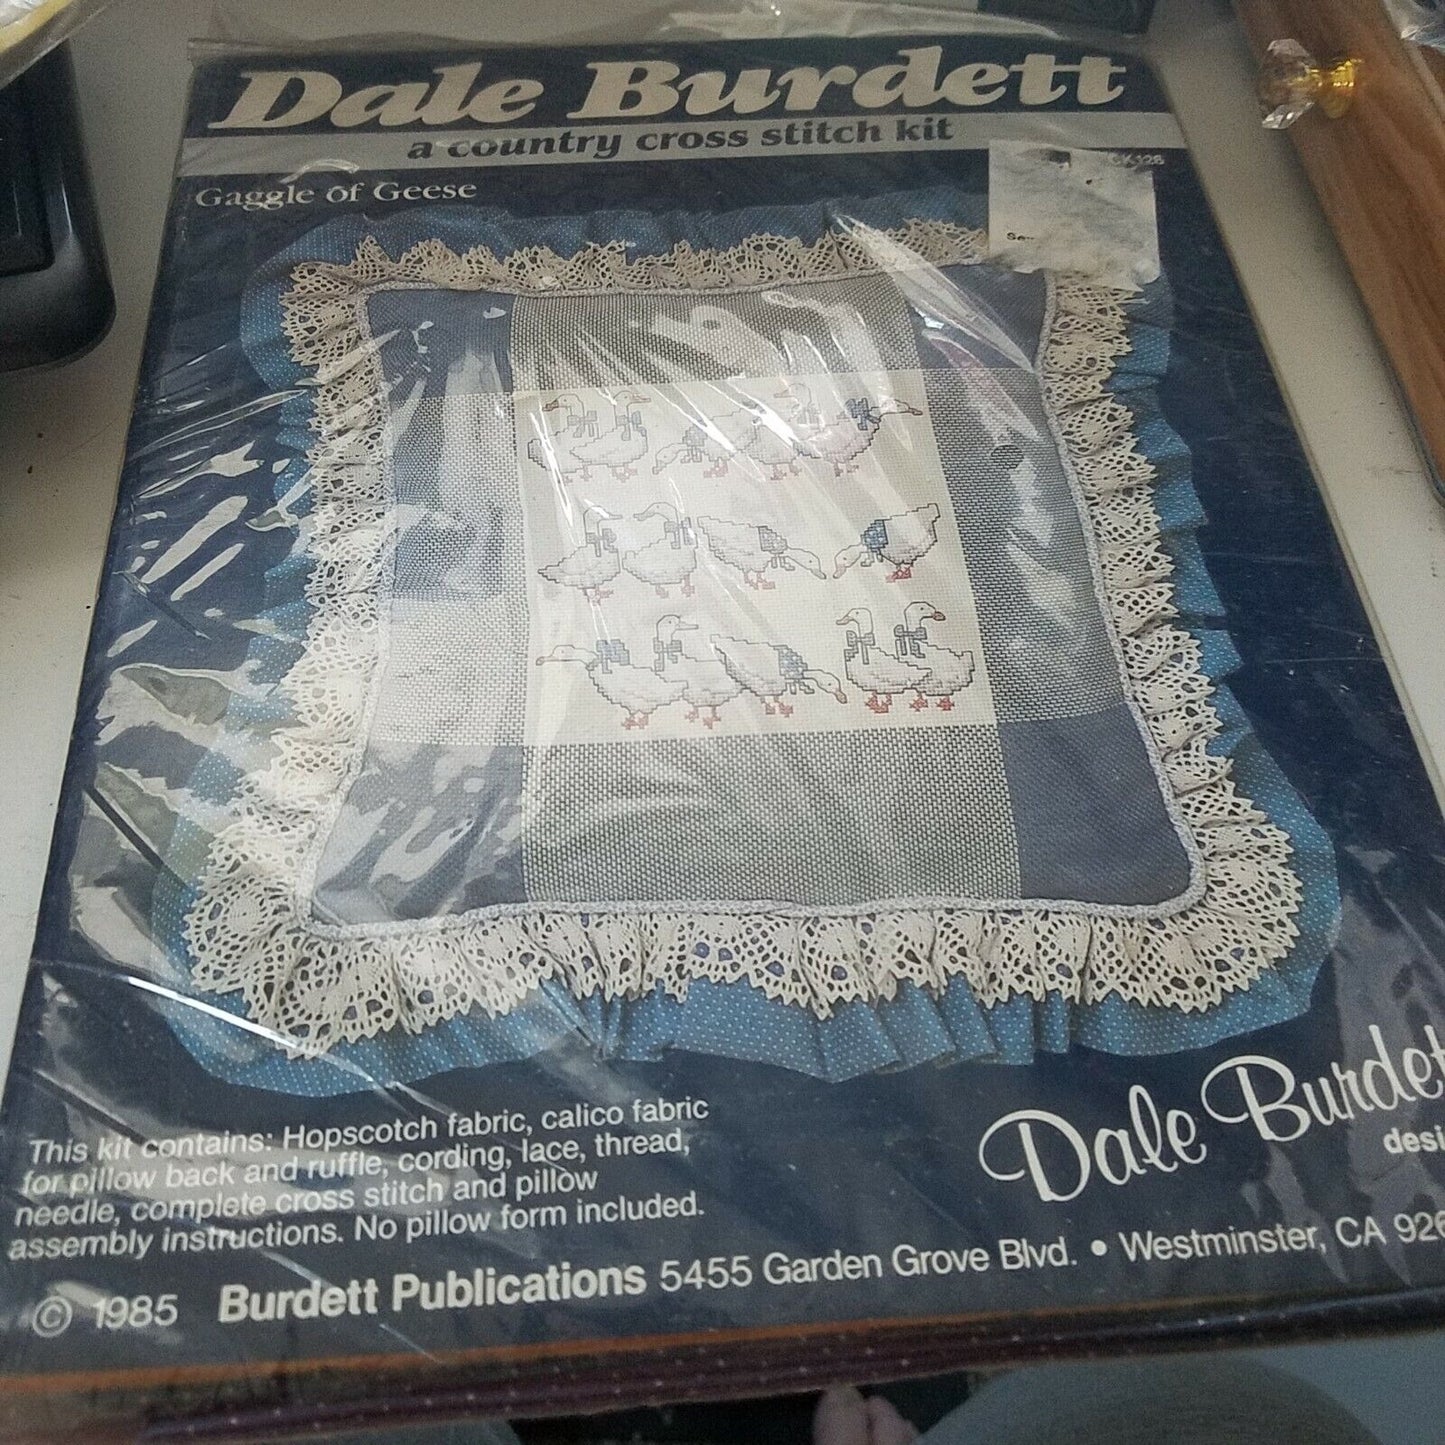 Dale Burdett
a country cross stitch kit
Gaggle of Geese
This kit contains: Hopscotch fabric, calico fabric
for pillow back and ruffle, cording, lace, thread,
needle, complete cross stitch and pillow
assembly instructions. No pillow form included.
Dale Burdet
desi
© 1985 Burdett Publications 5455 Garden Grove Blvd. • Westminster, CA 926